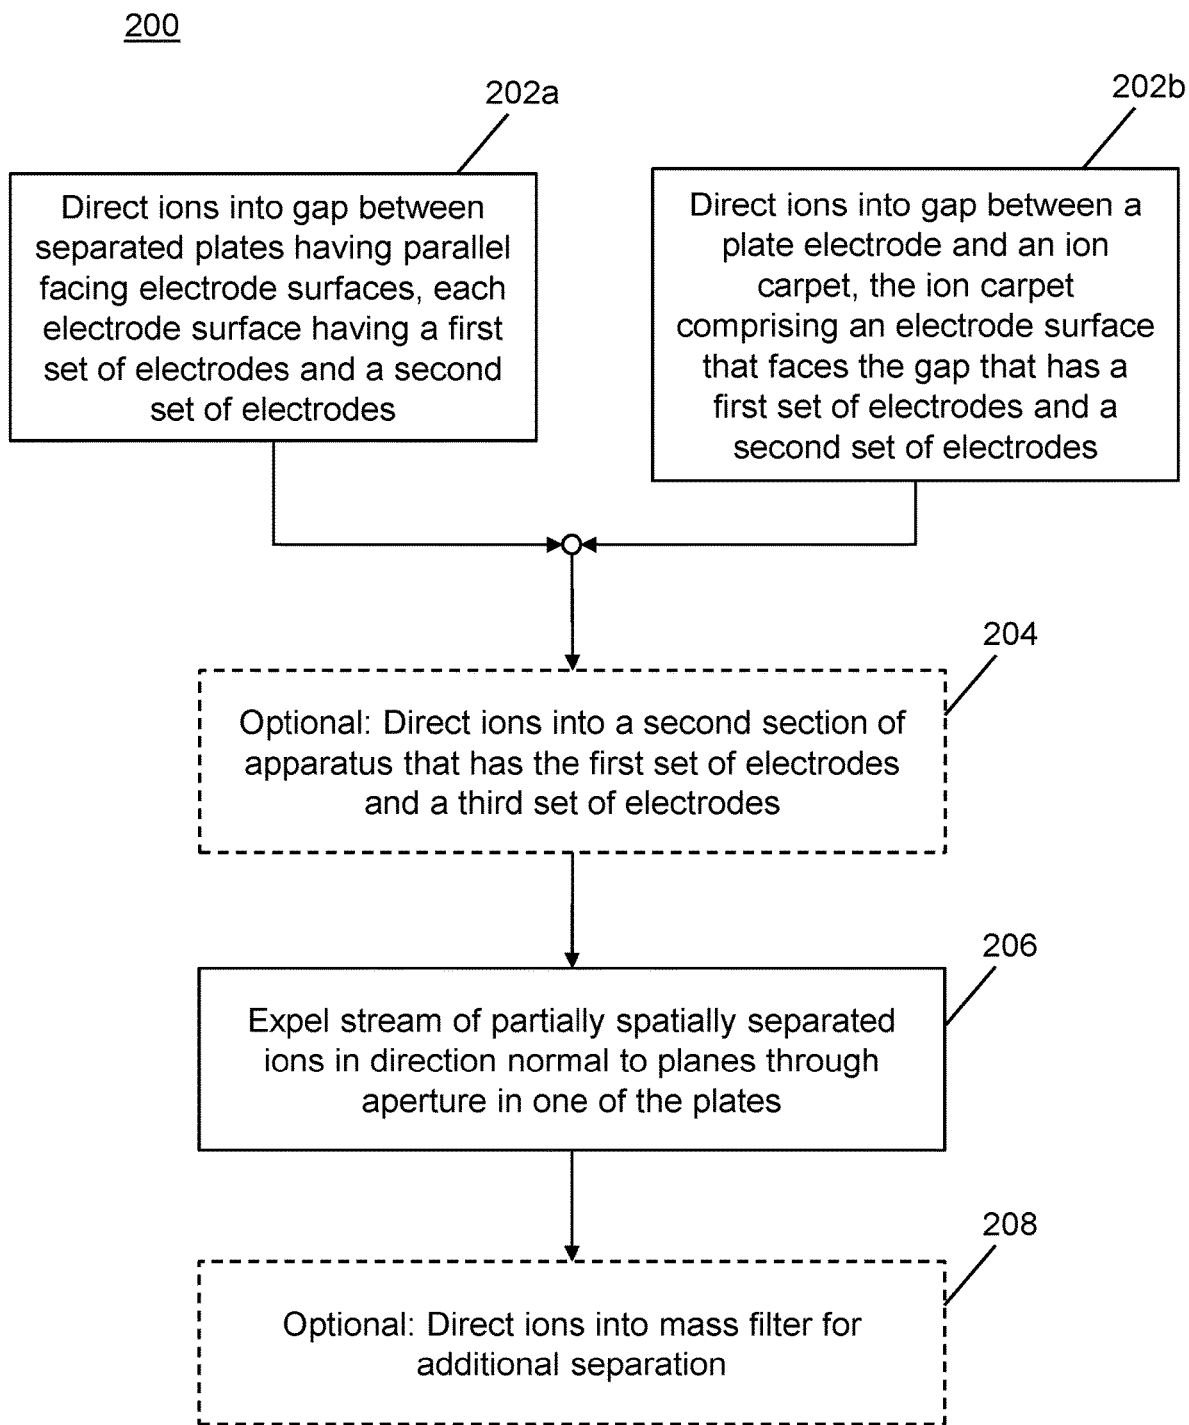 200
202a
Direct ions into gap between
separated plates having parallel
facing electrode surfaces, each
electrode surface having a first
set of electrodes and a second
set of electrodes
202b
Direct ions into gap between a
plate electrode and an ion
carpet, the ion carpet
comprising an electrode surface
that faces the gap that has a
first set of electrodes and a
second set of electrodes
204
Optional: Direct ions into a second section of
apparatus that has the first set of electrodes
and a third set of electrodes
206
Expel stream of partially spatially separated
ions in direction normal to planes through
aperture in one of the plates
208
Optional: Direct ions into mass filter for
additional separation